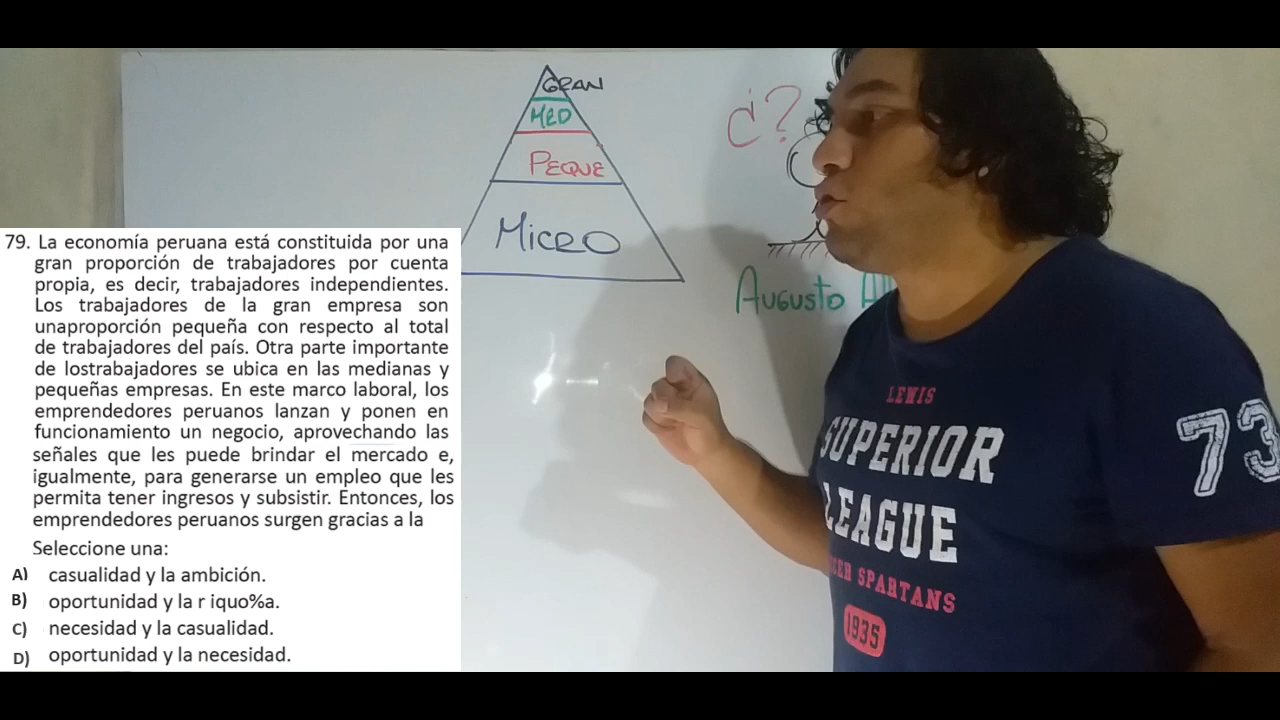 GRAN
MED
PEQUE
MICRO
¿?
AUGUSTO
LEWIS
SUPERIOR
LEAGUE
SPARTANS
1935
73
79. La economía peruana está constituida por una
gran proporción de trabajadores por cuenta
propia, es decir, trabajadores independientes.
Los trabajadores de la gran empresa son
unaproporción pequeña con respecto al total
de trabajadores del país. Otra parte importante
de lostrabajadores se ubica en las medianas y
pequeñas empresas. En este marco laboral, los
emprendedores peruanos lanzan y ponen en
funcionamiento un negocio, aprovechando las
señales que les puede brindar el mercado e,
igualmente, para generarse un empleo que les
permita tener ingresos y subsistir. Entonces, los
emprendedores peruanos surgen gracias a la
Seleccione una:
A) casualidad y la ambición.
B) oportunidad y la r iquo%a.
C) necesidad y la casualidad.
D) oportunidad y la necesidad.